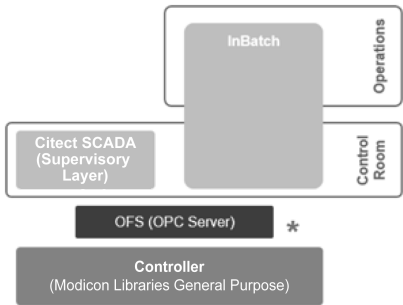 InBatch
Operations
Citect SCADA
(Supervisory
Layer)
Control
Room
OFS (OPC Server)
*
Controller
(Modicon Libraries General Purpose)